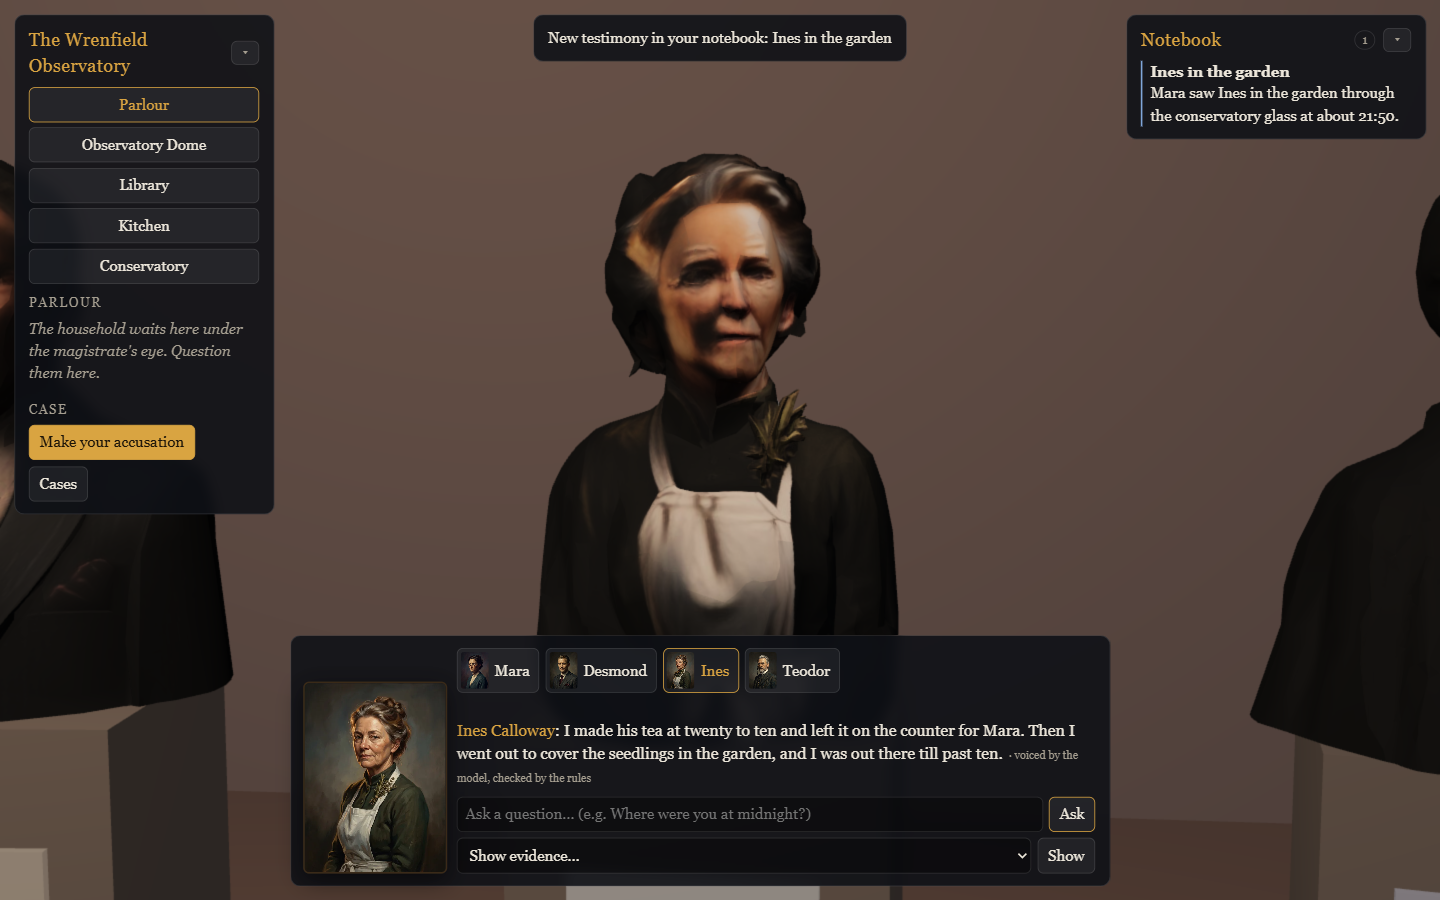 The Wrenfield
Observatory
Parlour
Observatory Dome
Library
Kitchen
Conservatory
PARLOUR
The household waits here under
the magistrate's eye. Question
them here.
CASE
Make your accusation
Cases
New testimony in your notebook: Ines in the garden
Notebook
1
Ines in the garden
Mara saw Ines in the garden through
the conservatory glass at about 21:50.
Mara
Desmond
Ines
Teodor
Ines Calloway: I made his tea at twenty to ten and left it on the counter for Mara. Then I
went out to cover the seedlings in the garden, and I was out there till past ten. · voiced by the
model, checked by the rules
Ask a question... (e.g. Where were you at midnight?)
Ask
Show evidence...
Show